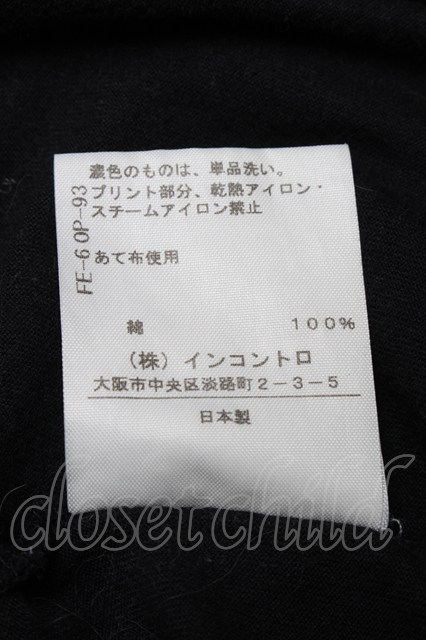 濃色のものは、単品洗い。
プリント部分、乾熱アイロン・
スチームアイロン禁止
FE-6 OP-93
あて布使用
綿 100%
（株）インコントロ
大阪市中央区淡路町2-3-5
日本製
closet child